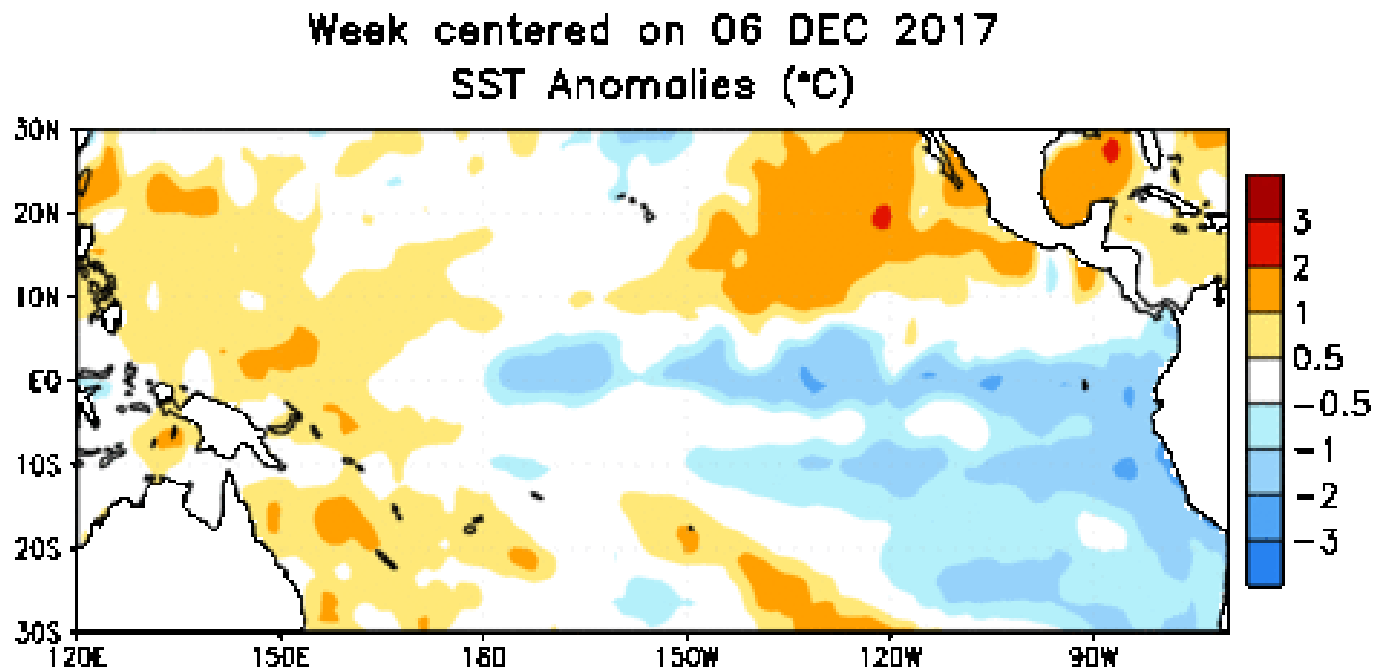 Week centered on 06 DEC 2017
SST Anomalies (°C)
30N
20N
10N
EQ
10S
20S
30S
120E 150E 180 150W 120W 90W
3
2
1
0.5
-0.5
-1
-2
-3